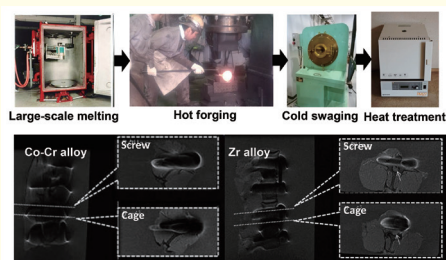 Large-scale melting
Hot forging
Cold swaging
Heat treatment
Co-Cr alloy
Screw
Cage
Zr alloy
Screw
Cage